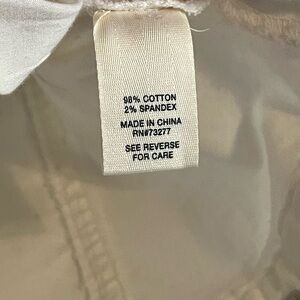 98% COTTON
2% SPANDEX
MADE IN CHINA
RN#73277
SEE REVERSE
FOR CARE